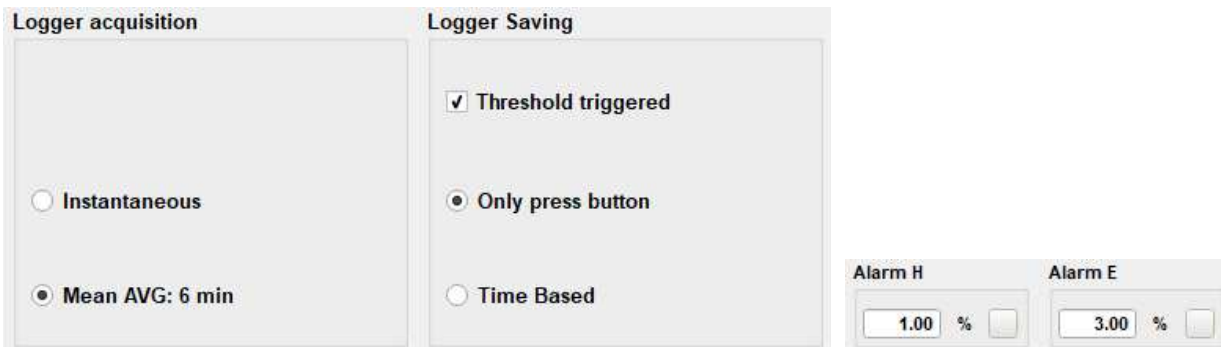 Logger acquisition
Instantaneous
Mean AVG: 6 min
Logger Saving
Threshold triggered
Only press button
Time Based
Alarm H
1.00 %
Alarm E
3.00 %